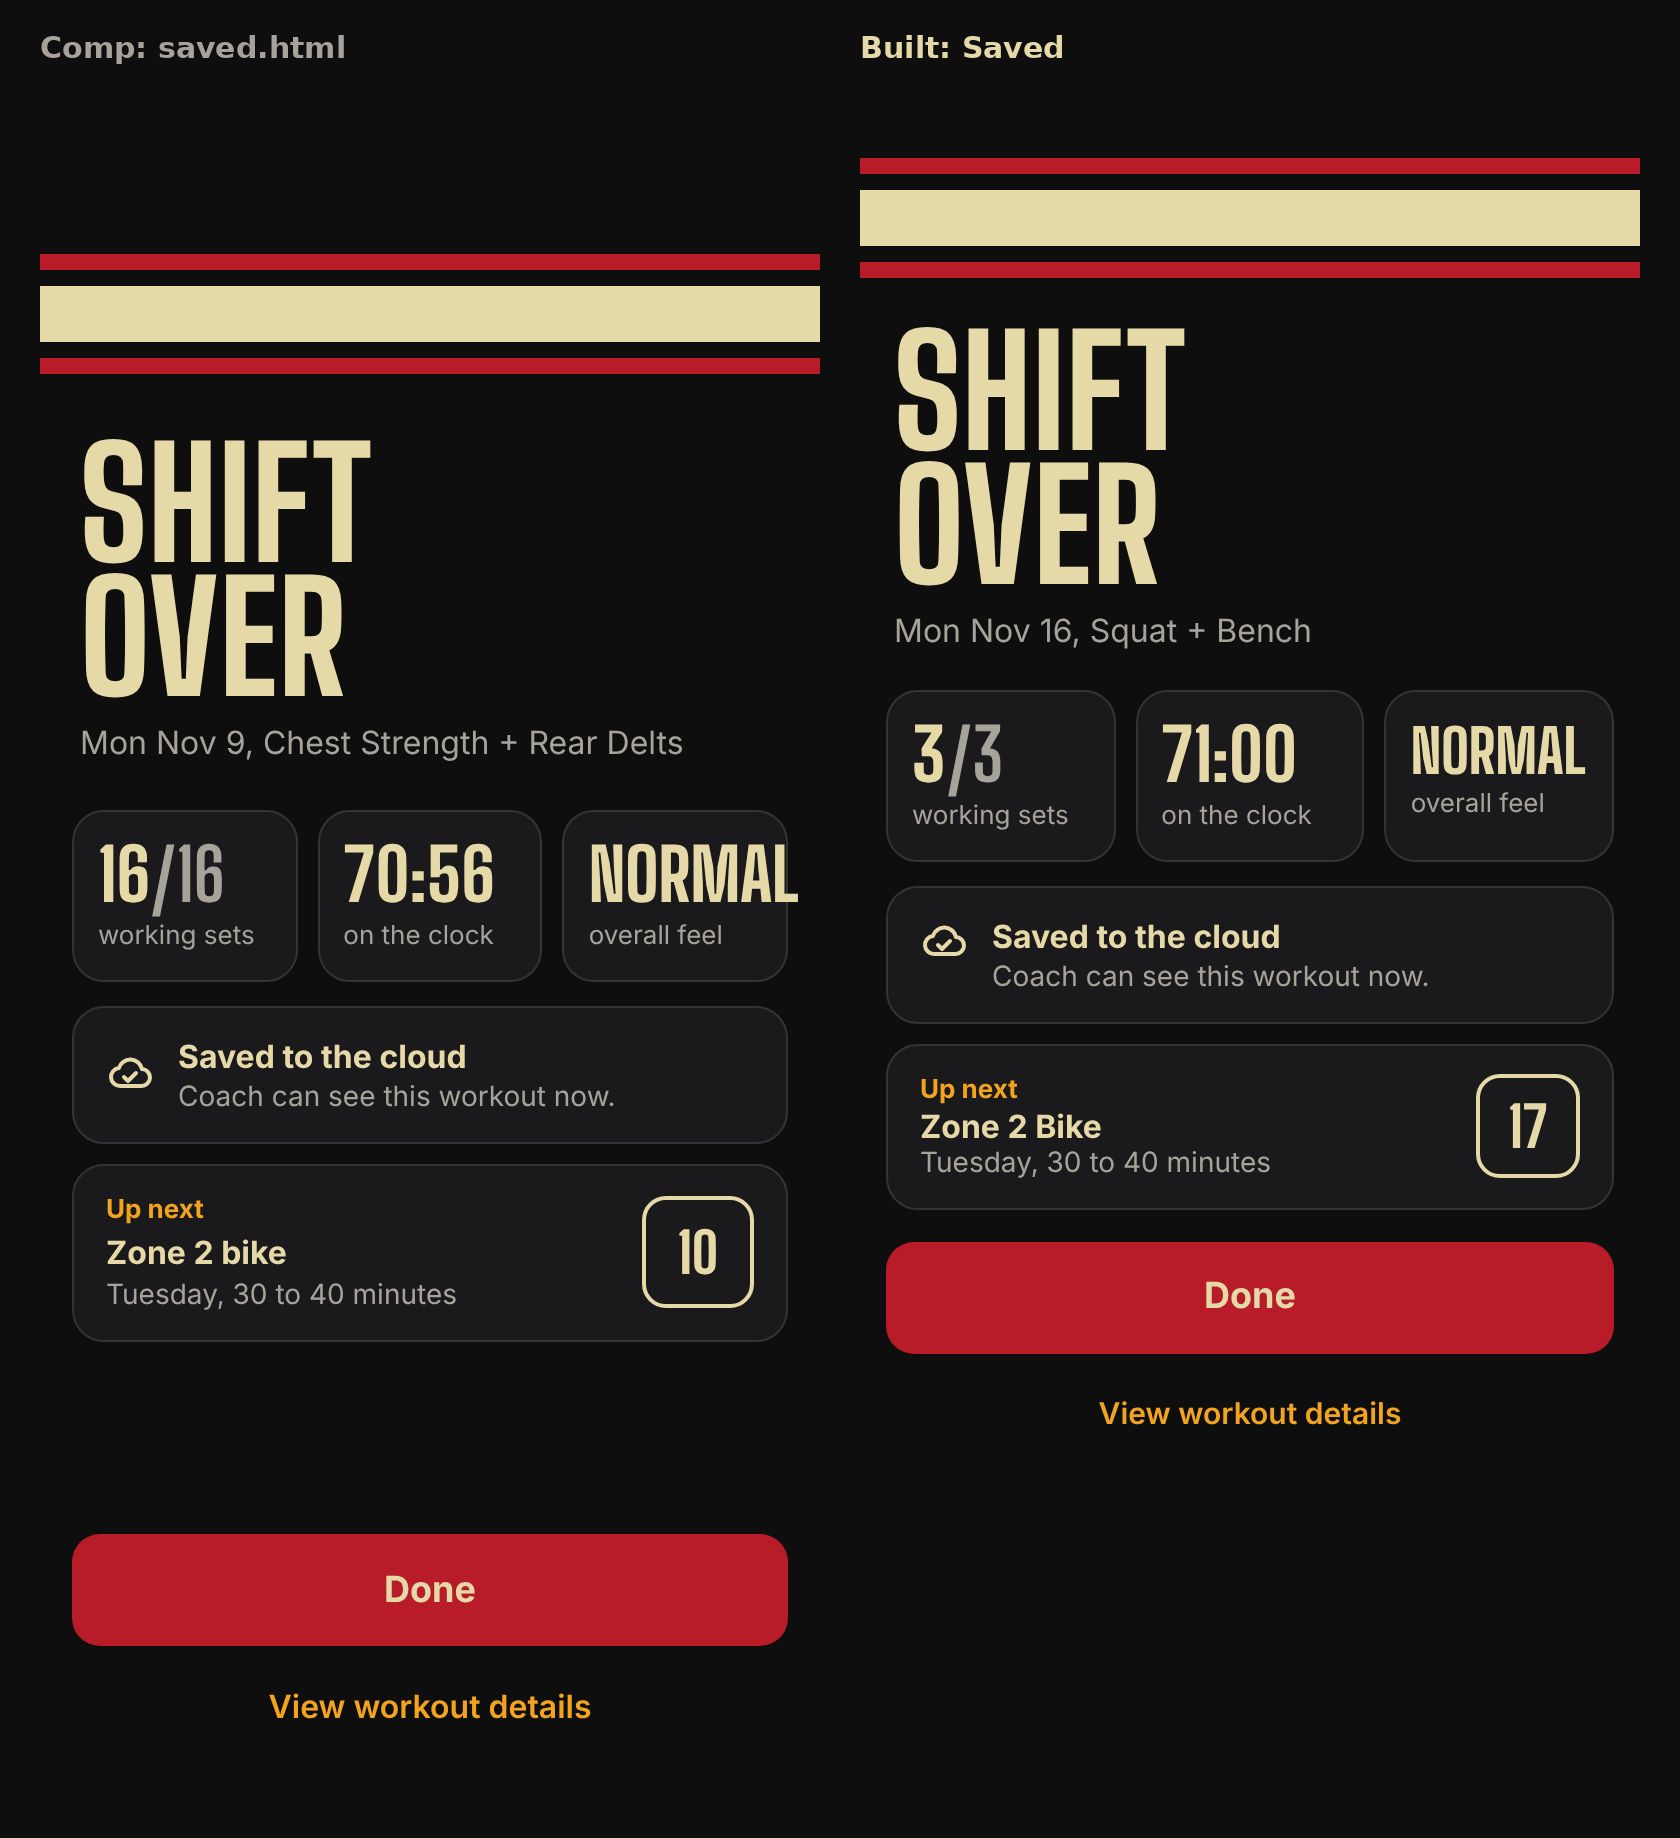 Comp: saved.html
SHIFT
OVER
Mon Nov 9, Chest Strength + Rear Delts
16/16
working sets
70:56
on the clock
NORMAL
overall feel
Saved to the cloud
Coach can see this workout now.
Up next
Zone 2 bike
Tuesday, 30 to 40 minutes
10
Done
View workout details
Built: Saved
SHIFT
OVER
Mon Nov 16, Squat + Bench
3/3
working sets
71:00
on the clock
NORMAL
overall feel
Saved to the cloud
Coach can see this workout now.
Up next
Zone 2 Bike
Tuesday, 30 to 40 minutes
17
Done
View workout details